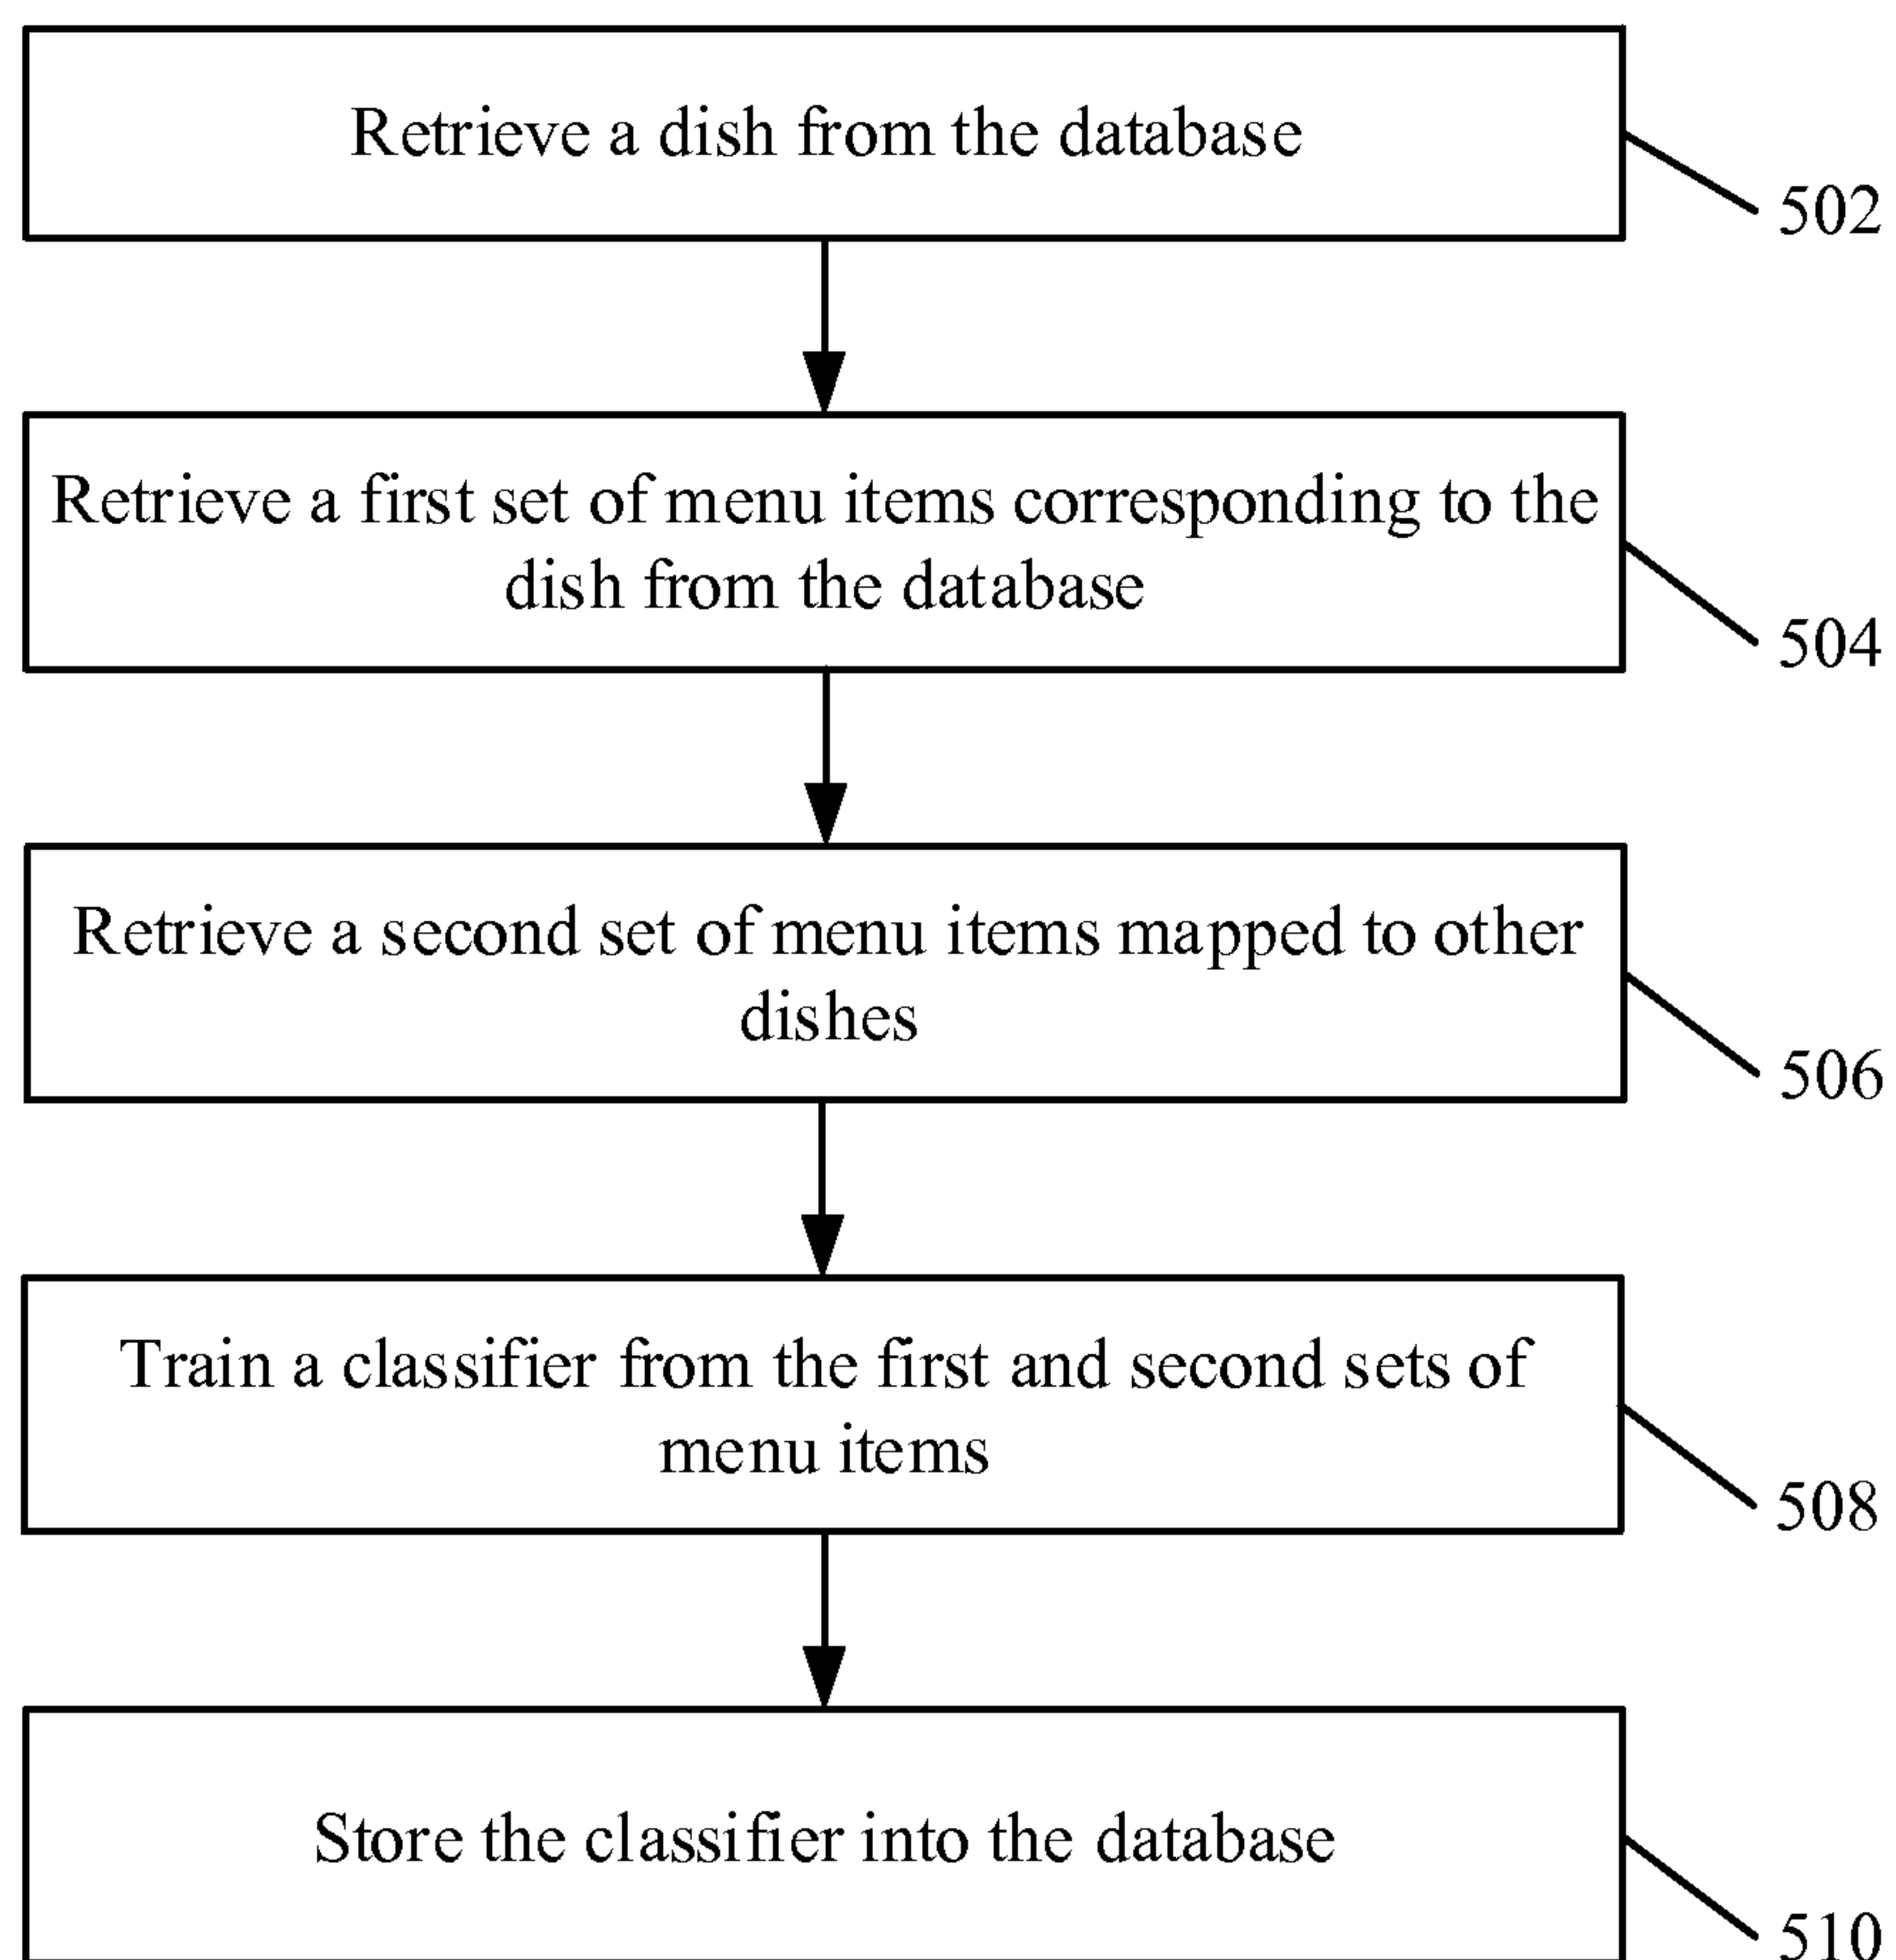 Retrieve a dish from the database
502
Retrieve a first set of menu items corresponding to the
dish from the database
504
Retrieve a second set of menu items mapped to other
dishes
506
Train a classifier from the first and second sets of
menu items
508
Store the classifier into the database
510